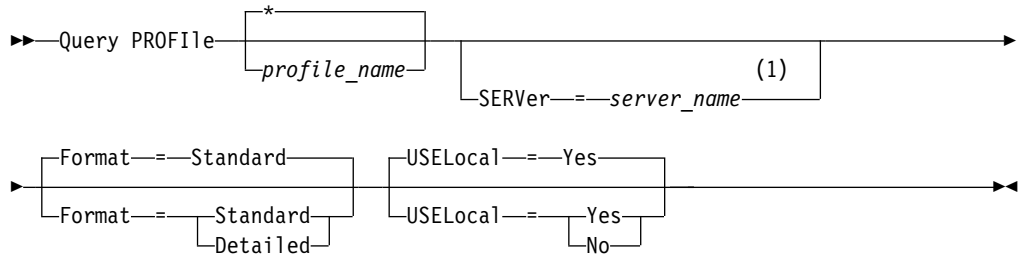 *
Query PROFIle
profile_name
(1)
SERVer = server_name
Format = Standard USELocal = Yes
Format = Standard USELocal = Yes
Detailed No